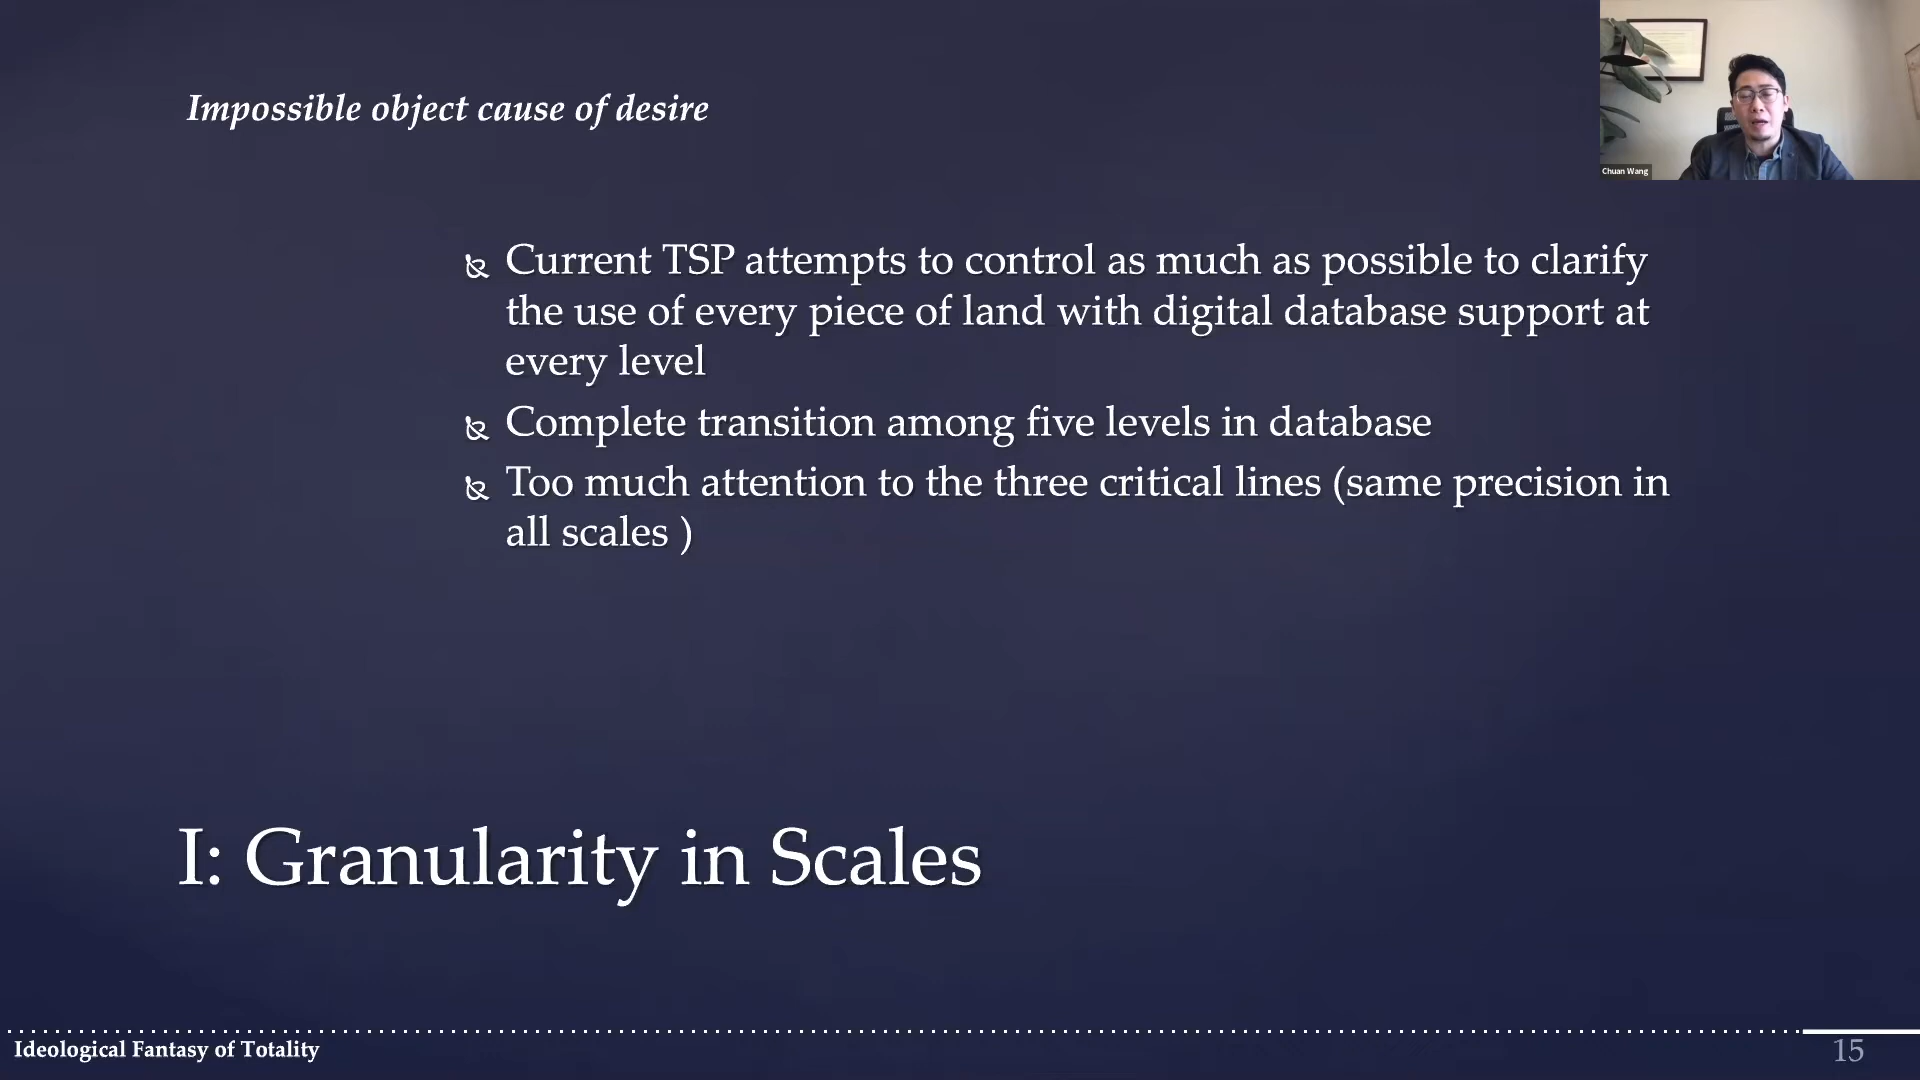 Impossible object cause of desire
Chuan Wang
Current TSP attempts to control as much as possible to clarify
the use of every piece of land with digital database support at
every level
Complete transition among five levels in database
Too much attention to the three critical lines (same precision in
all scales )
I: Granularity in Scales
Ideological Fantasy of Totality
15